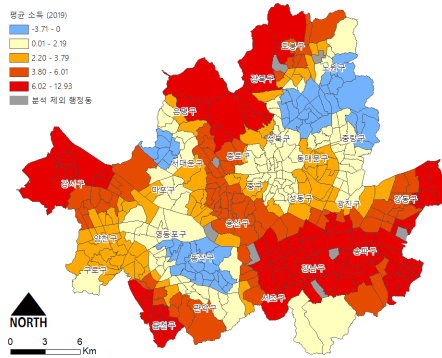 평균 소득 (2019)
-3.71 - 0
0.01 - 2.19
2.20 - 3.79
3.80 - 6.01
6.02 - 12.93
분석 제외 행정동
도봉구
노원구
강북구
은평구
성북구
중랑구
종로구
서대문구
동대문구
강서구
마포구
중구
성동구
광진구
강동구
용산구
양천구
영등포구
동작구
송파구
구로구
강남구
서초구
관악구
금천구
NORTH
0 3 6
Km